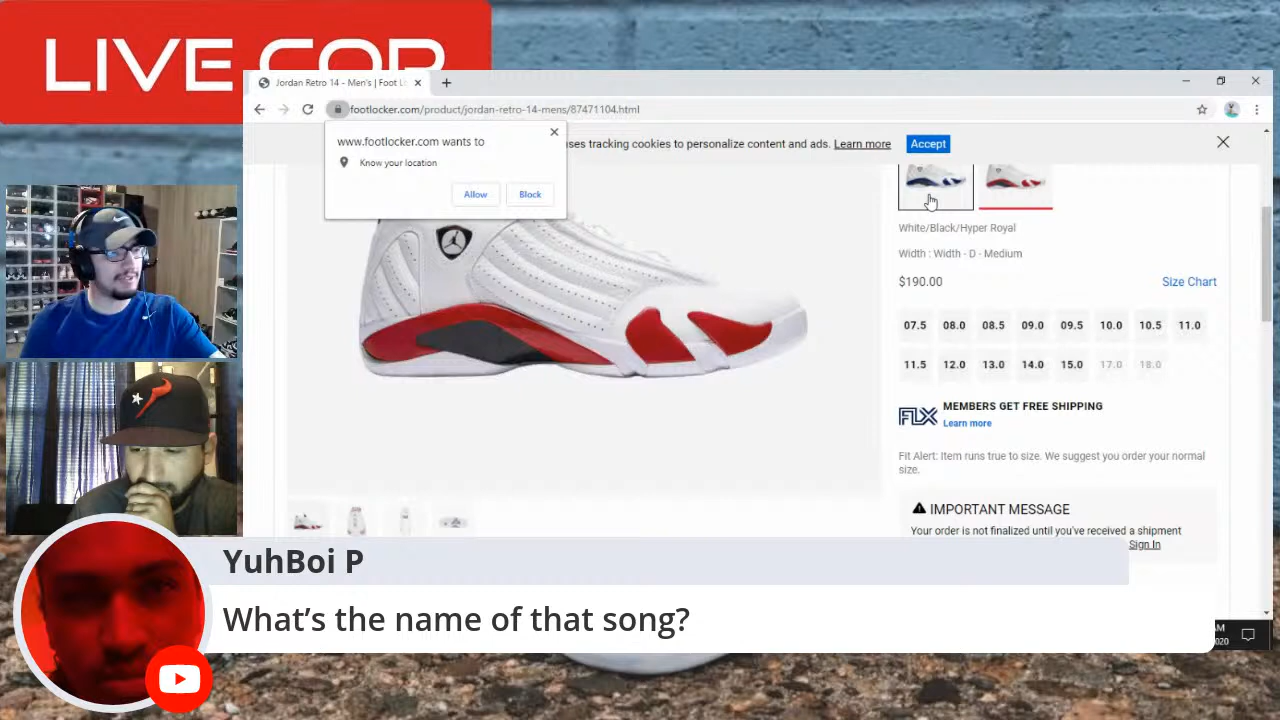 LIVE COP
Jordan Retro 14 - Men's | Foot L
footlocker.com/product/jordan-retro-14-mens/87471104.html
www.footlocker.com wants to
Know your location
Allow
Block
ses tracking cookies to personalize content and ads. Learn more
Accept
White/Black/Hyper Royal
Width : Width - D - Medium
$190.00
Size Chart
07.5 08.0 08.5 09.0 09.5 10.0 10.5 11.0
11.5 12.0 13.0 14.0 15.0 17.0 18.0
FLX
MEMBERS GET FREE SHIPPING
Learn more
Fit Alert: Item runs true to size. We suggest you order your normal
size.
IMPORTANT MESSAGE
Your order is not finalized until you've received a shipment
Sign In
AM
2020
YuhBoi P
What's the name of that song?